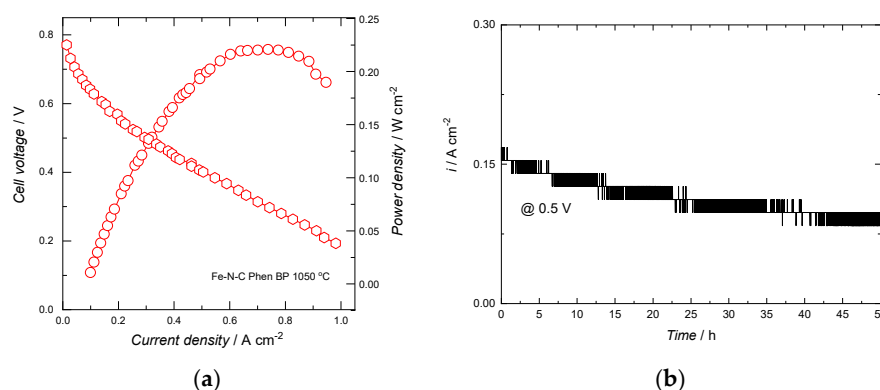 Cell voltage / V
0.8
0.6
0.4
0.2
0.0
0.0 0.2 0.4 0.6 0.8 1.0
Current density / A cm⁻²
0.25
0.20
0.15
0.10
0.05
0.00
Power density / W cm⁻²
Fe-N-C Phen BP 1050 ºC
(a)
i / A cm⁻²
0.30
0.15
0.00
@ 0.5 V
0 5 10 15 20 25 30 35 40 45 50
Time / h
(b)